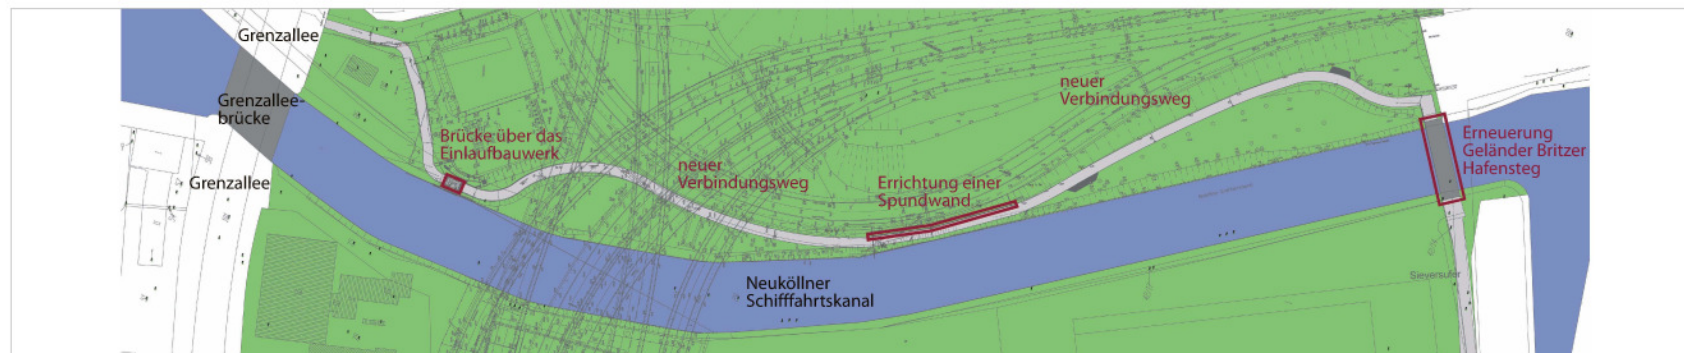 Grenzallee
Grenzallee-
brücke
Grenzallee
Brücke über das
Einlaufbauwerk
neuer
Verbindungsweg
Errichtung einer
Spundwand
neuer
Verbindungsweg
Erneuerung
Geländer Britzer
Hafensteg
Neuköllner
Schifffahrtskanal
Sieversufer